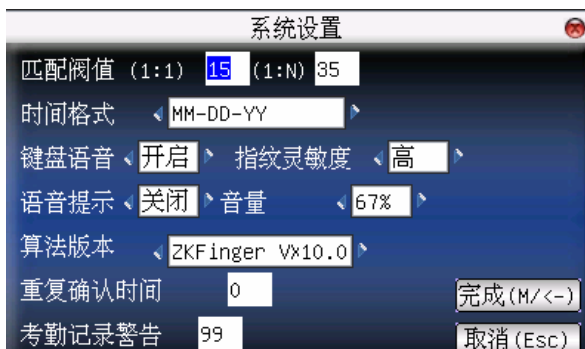 系统设置
匹配阀值 (1:1) 15 (1:N) 35
时间格式 MM-DD-YY
键盘语音 开启 指纹灵敏度 高
语音提示 关闭 音量 67%
算法版本 ZKFinger VX10.0
重复确认时间 0 完成(M/<-)
考勤记录警告 99 取消(Esc)